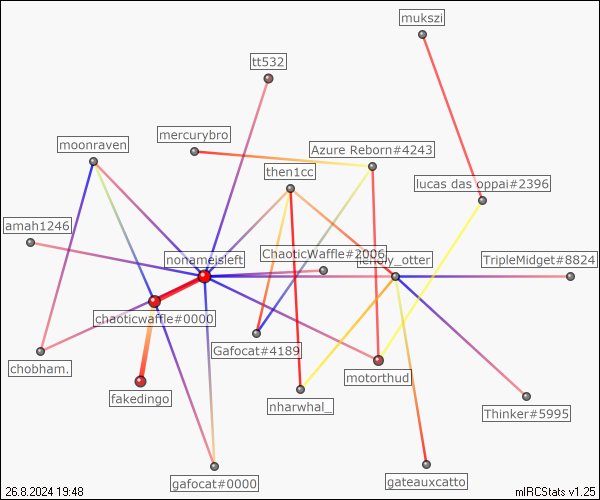 mukszi
tt532
mercurybro
moonraven
Azure Reborn#4243
then1cc
lucas das oppai#2396
amah1246
nonameisleft
ChaoticWaffle#2006
TripleMidget#8824
chaoticwaffle#0000
Gafocat#4189
chobham.
motorthud
fakedingo
nharwhal_
Thinker#5995
gafocat#0000
gateauxcatto
26.8.2024 19:48
mIRCStats v1.25